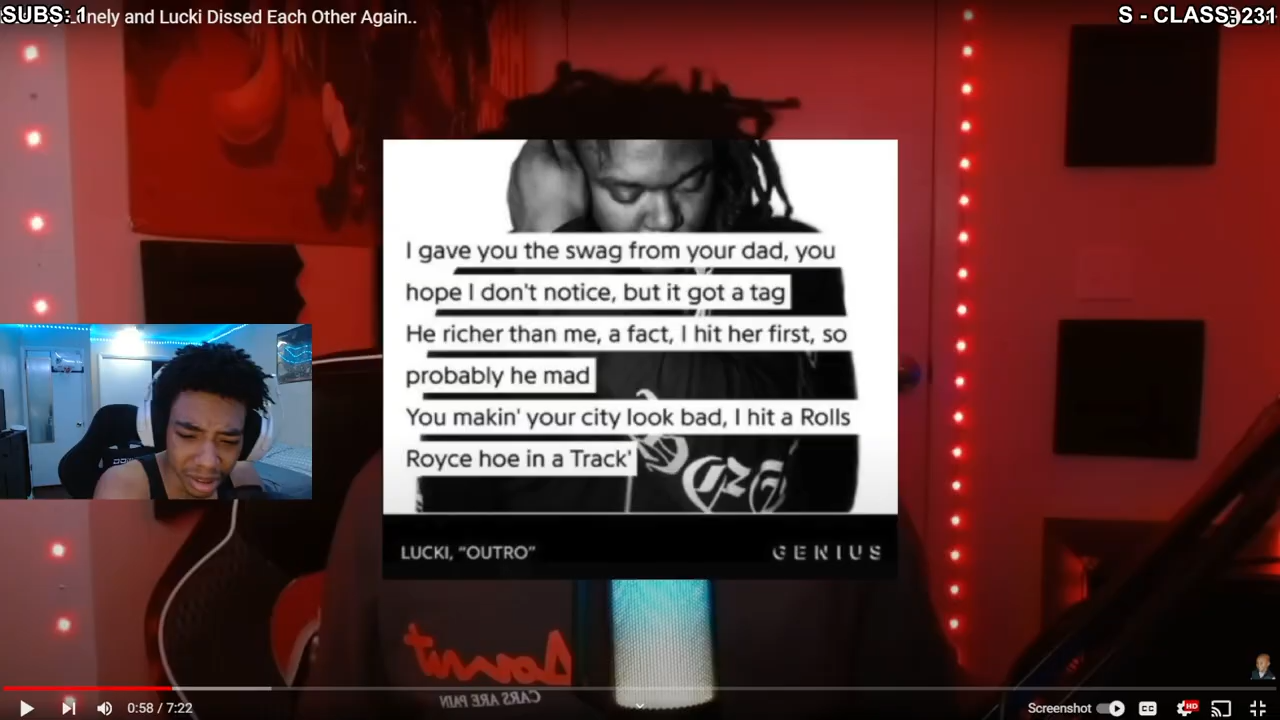 SUBS: 1
nely and Lucki Dissed Each Other Again..
S - CLASS: 231
I gave you the swag from your dad, you
hope I don't notice, but it got a tag
He richer than me, a fact, I hit her first, so
probably he mad
You makin' your city look bad, I hit a Rolls
Royce hoe in a Track'
LUCKI, “OUTRO”
GENIUS
CARS ARE PAIN
0:58 / 7:22
Screenshot
CC
HD